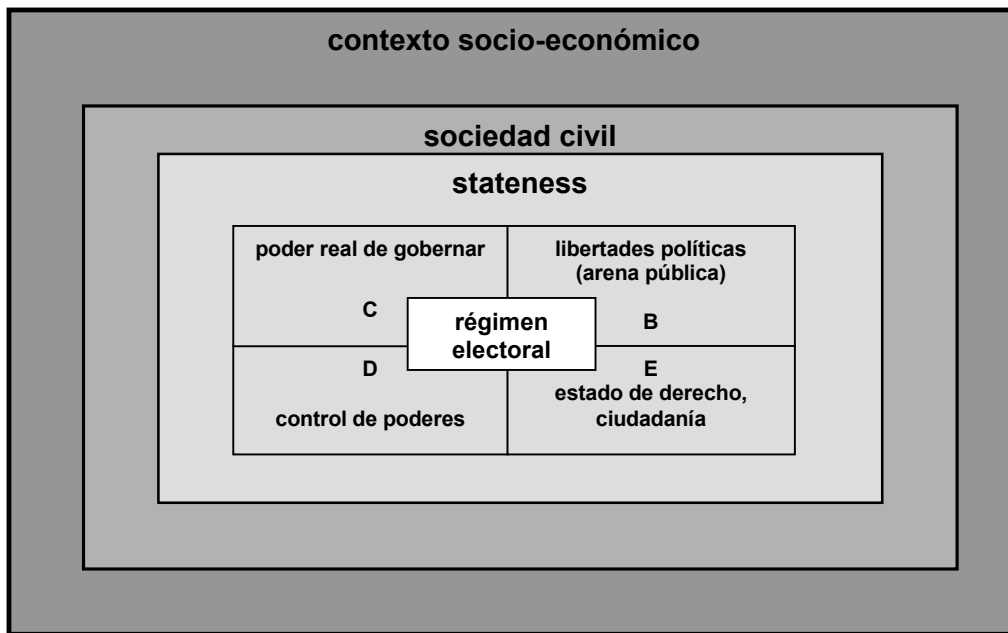 contexto socio-económico
sociedad civil
stateness
poder real de gobernar
libertades políticas
(arena pública)
C
régimen
electoral
B
D
E
control de poderes
estado de derecho,
ciudadanía